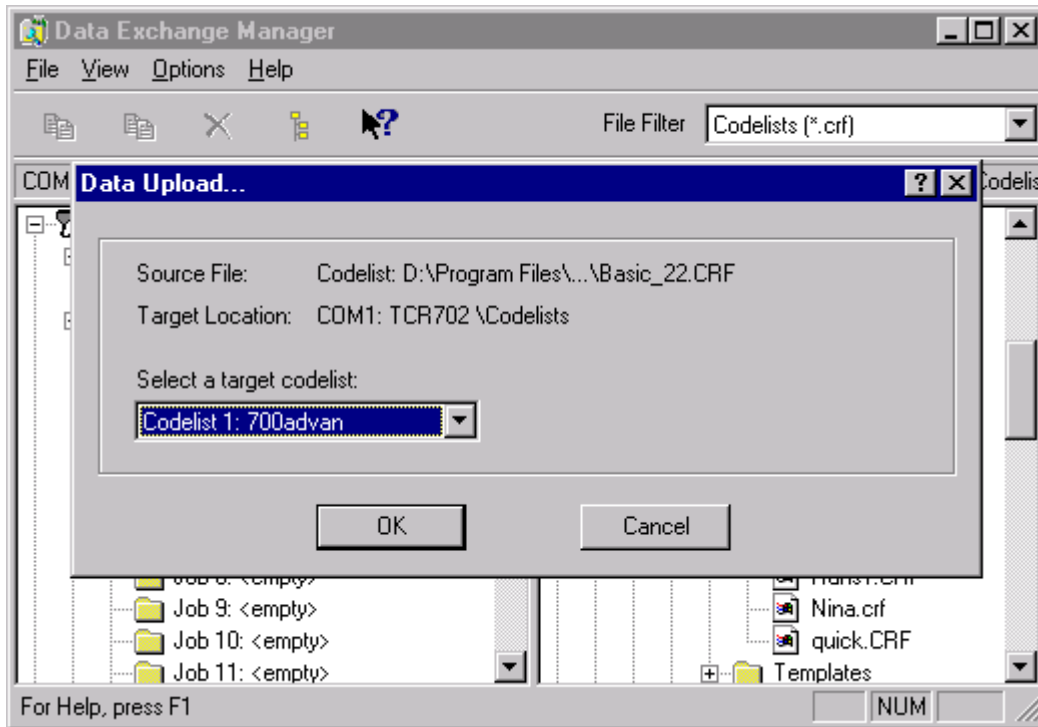 Data Exchange Manager
File View Options Help
File Filter Codelists (*.crf)
COM
Data Upload...
Codelis
Source File: Codelist: D:\Program Files\...\Basic_22.CRF
Target Location: COM1: TCR702 \Codelists
Select a target codelist:
Codelist 1: 700advan
OK Cancel
Job 9: <empty>
Nina.crf
Job 10: <empty>
quick.CRF
Job 11: <empty>
Templates
For Help, press F1
NUM